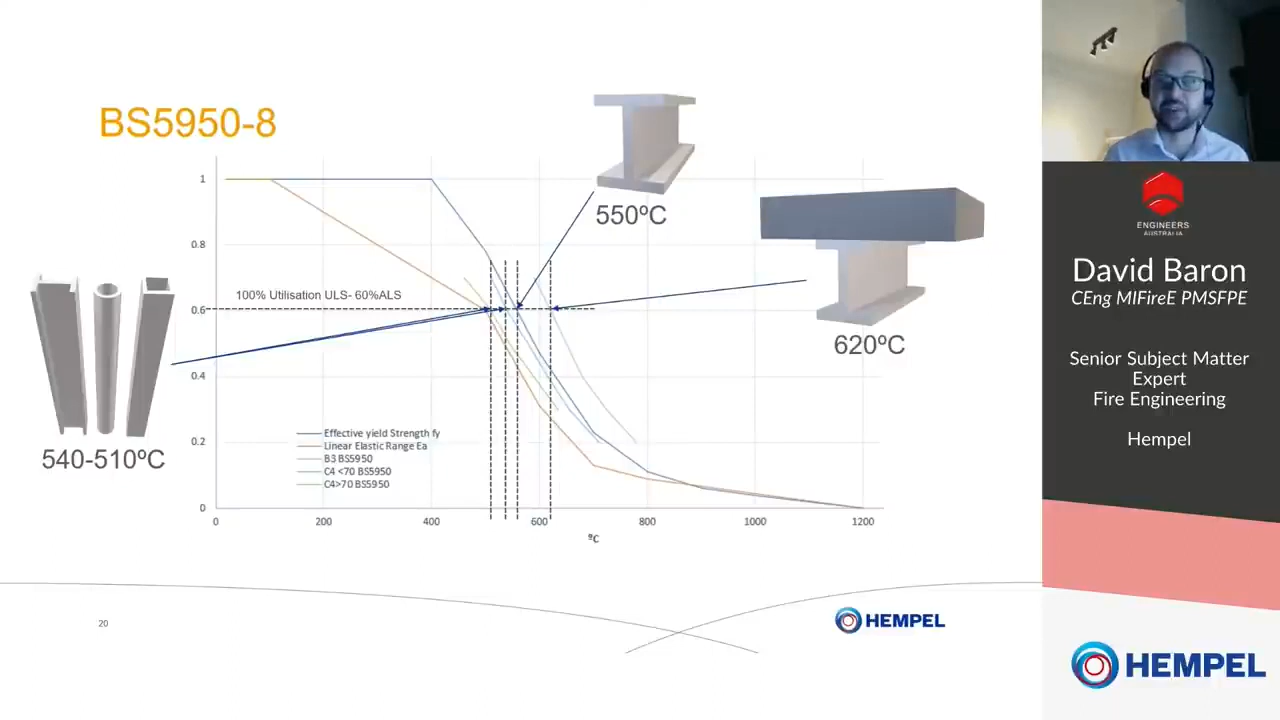 BS5950-8
550ºC
620ºC
540-510ºC
100% Utilisation ULS- 60%ALS
1
0.8
0.6
0.4
0.2
0
Effective yield Strength fy
Linear Elastic Range Ea
B3 BS5950
C4 <70 BS5950
C4>70 BS5950
0 200 400 600 800 1000 1200
ºC
20
HEMPEL
ENGINEERS
AUSTRALIA
David Baron
CEng MIFireE PMSFPE
Senior Subject Matter
Expert
Fire Engineering
Hempel
HEMPEL